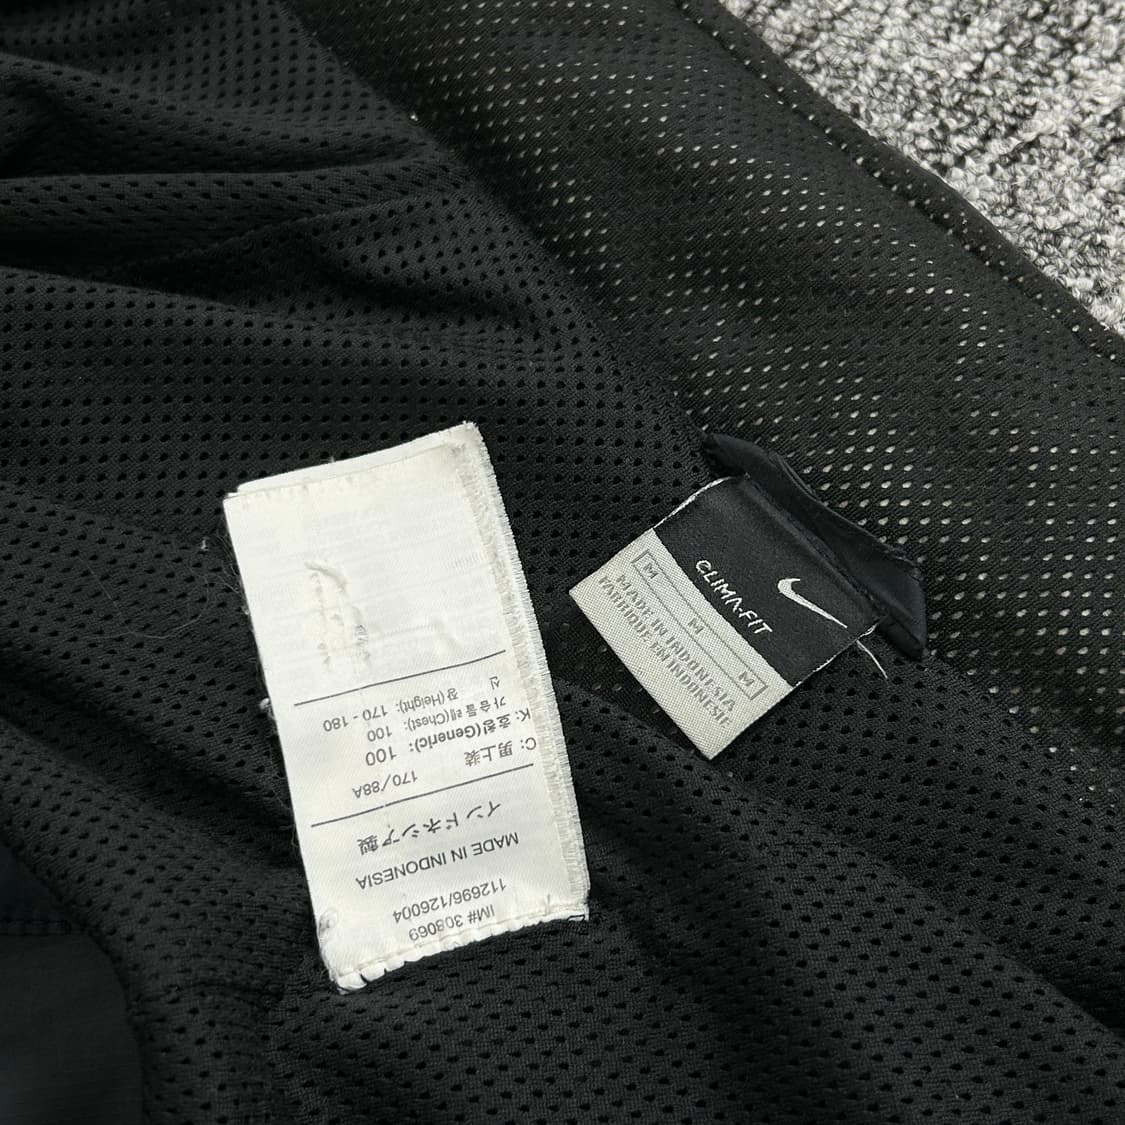 CLIMA-FIT
M M M
MADE IN INDONESIA
FABRIQUE EN INDONESIE
IM# 308069
112696/126004
MADE IN INDONESIA
インドネシア製
170/88A
C: 男上装
K: 호칭(Generic): 100
가슴둘레(Chest): 100
신장(Height): 170 - 180